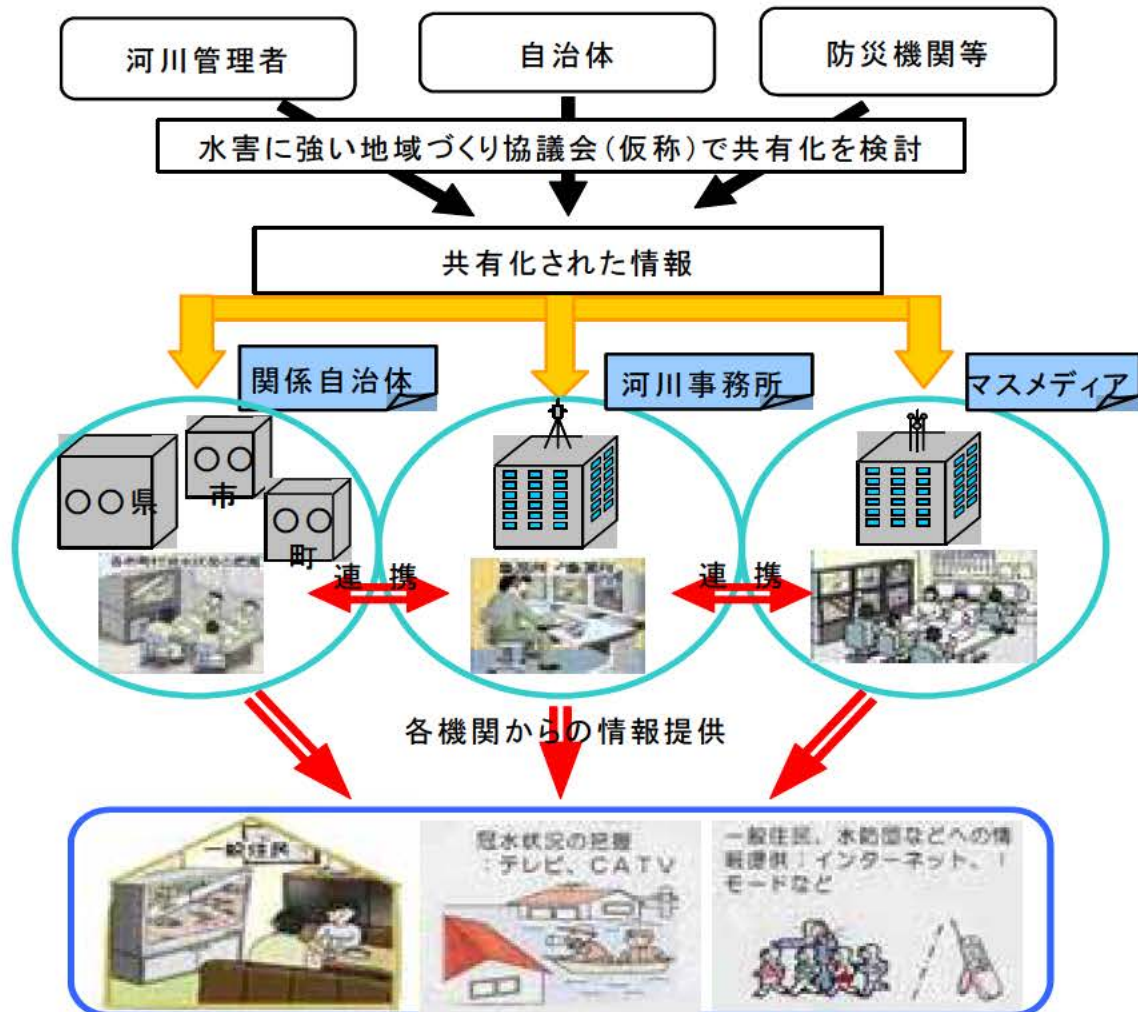 河川管理者
自治体
防災機関等
水害に強い地域づくり協議会(仮称)で共有化を検討
共有化された情報
関係自治体
河川事務所
マスメディア
○○県
○○市
○○町
連携
連携
各機関からの情報提供
一般住民
冠水状況の把握
:テレビ、CATV
一般住民、水防団などへの情
報提供:インターネット、i
モードなど